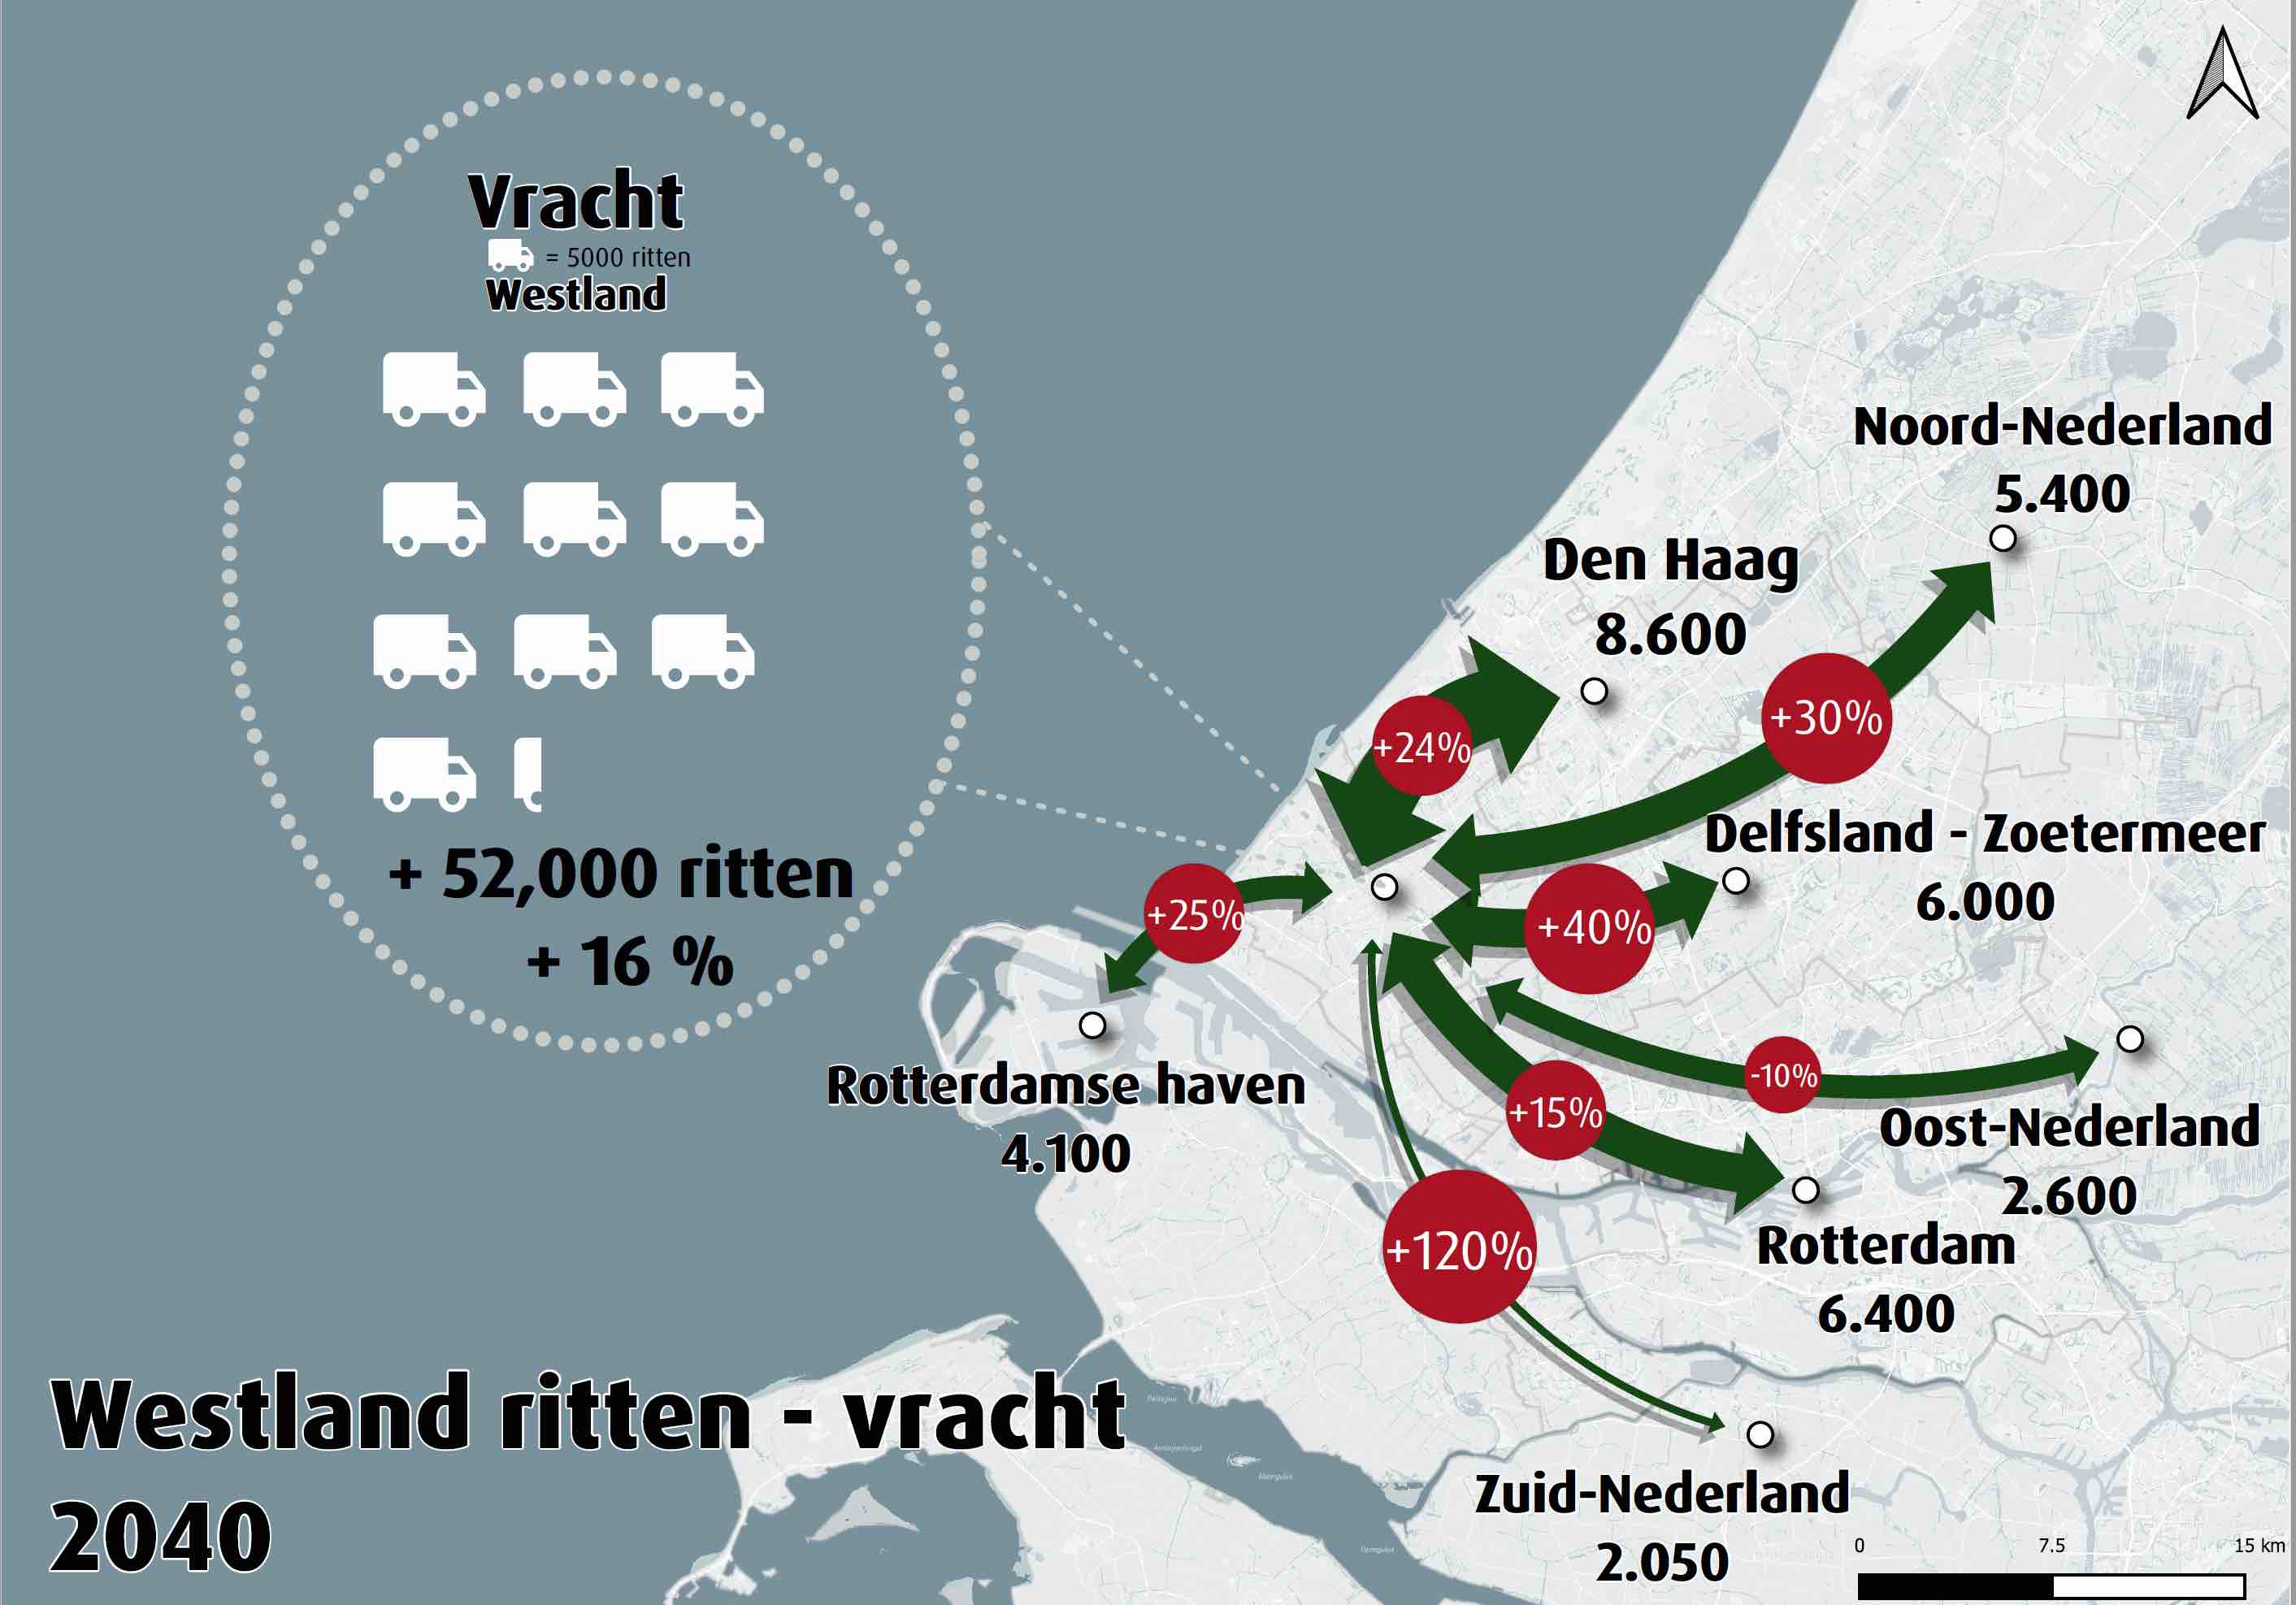 Vracht
= 5000 ritten
Westland
+ 52,000 ritten
+ 16 %
Noord-Nederland
5.400
Den Haag
8.600
+30%
+24%
Delfsland - Zoetermeer
6.000
+25%
+40%
Rotterdamse haven
4.100
-10%
+15%
Oost-Nederland
2.600
Rotterdam
6.400
+120%
Zuid-Nederland
2.050
Westland ritten - vracht
2040
0 7.5 15 km